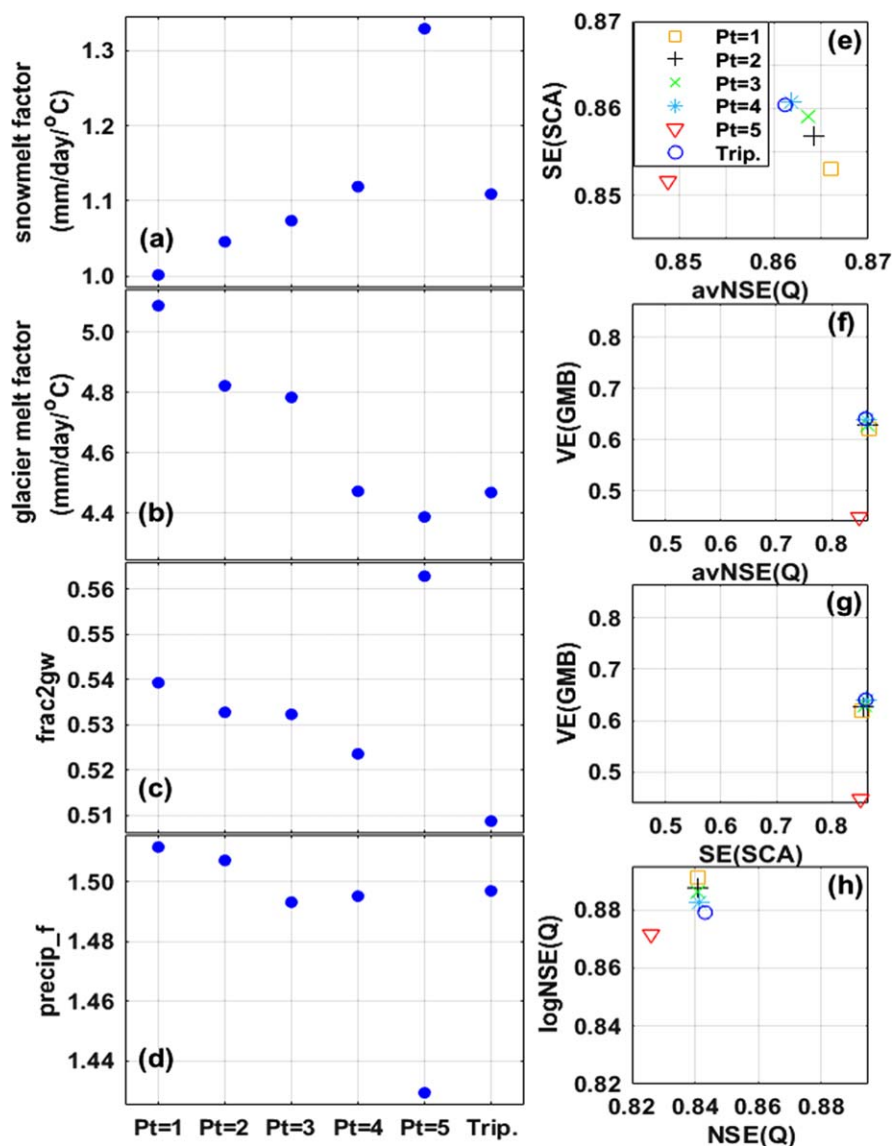 1.3
1.2
1.1
1.0
snowmelt factor
(mm/day/°C)
(a)
5.0
4.8
4.6
4.4
glacier melt factor
(mm/day/°C)
(b)
0.56
0.55
0.54
0.53
0.52
0.51
frac2gw
(c)
1.50
1.48
1.46
1.44
precip_f
(d)
Pt=1 Pt=2 Pt=3 Pt=4 Pt=5 Trip.
0.87
0.86
0.85
SE(SCA)
Pt=1
Pt=2
Pt=3
Pt=4
Pt=5
Trip.
(e)
0.85 0.86 0.87
avNSE(Q)
0.8
0.7
0.6
0.5
VE(GMB)
(f)
0.5 0.6 0.7 0.8
avNSE(Q)
0.8
0.7
0.6
0.5
VE(GMB)
(g)
0.5 0.6 0.7 0.8
SE(SCA)
0.88
0.86
0.84
0.82
logNSE(Q)
(h)
0.82 0.84 0.86 0.88
NSE(Q)